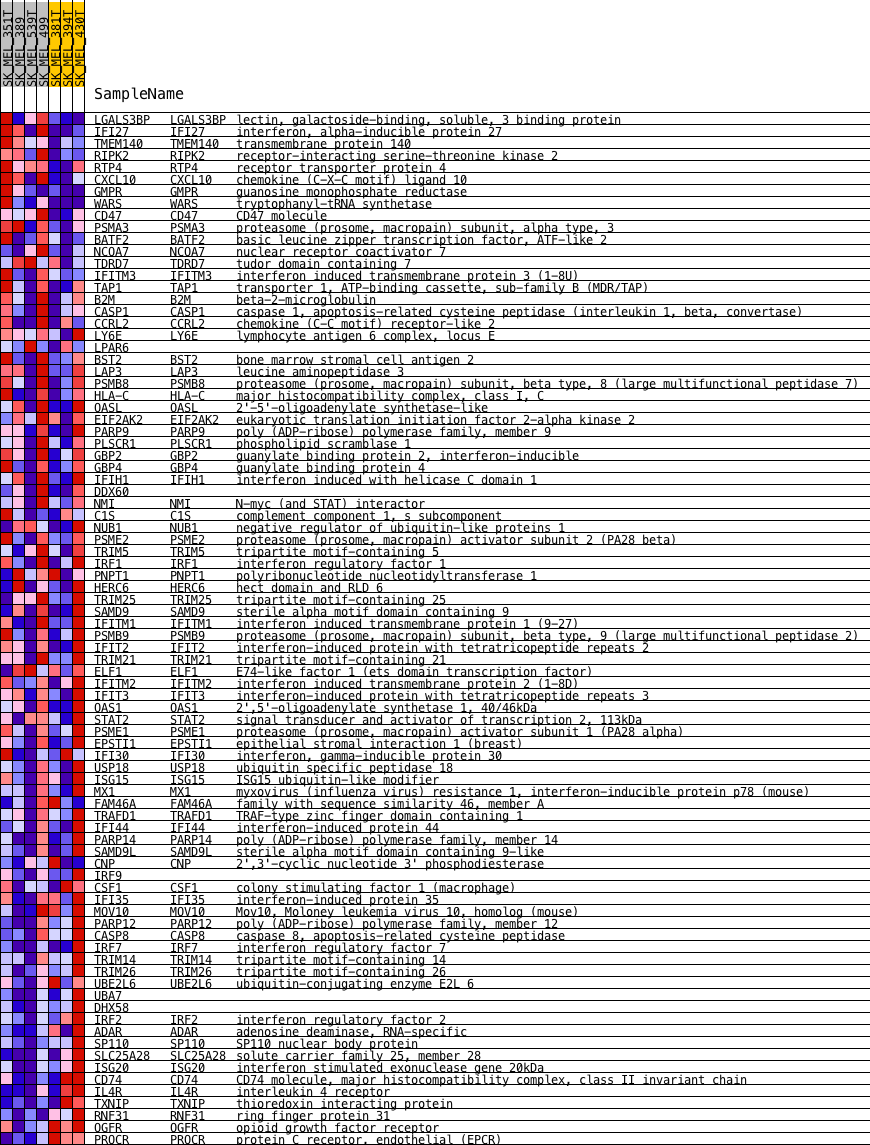 SK_MEL_351T
SK_MEL_389
SK_MEL_539T
SK_MEL_499
SK_MEL_381T
SK_MEL_394T
SK_MEL_430T
SampleName
LGALS3BP LGALS3BP lectin, galactoside-binding, soluble, 3 binding protein
IFI27 IFI27 interferon, alpha-inducible protein 27
TMEM140 TMEM140 transmembrane protein 140
RIPK2 RIPK2 receptor-interacting serine-threonine kinase 2
RTP4 RTP4 receptor transporter protein 4
CXCL10 CXCL10 chemokine (C-X-C motif) ligand 10
GMPR GMPR guanosine monophosphate reductase
WARS WARS tryptophanyl-tRNA synthetase
CD47 CD47 CD47 molecule
PSMA3 PSMA3 proteasome (prosome, macropain) subunit, alpha type, 3
BATF2 BATF2 basic leucine zipper transcription factor, ATF-like 2
NCOA7 NCOA7 nuclear receptor coactivator 7
TDRD7 TDRD7 tudor domain containing 7
IFITM3 IFITM3 interferon induced transmembrane protein 3 (1-8U)
TAP1 TAP1 transporter 1, ATP-binding cassette, sub-family B (MDR/TAP)
B2M B2M beta-2-microglobulin
CASP1 CASP1 caspase 1, apoptosis-related cysteine peptidase (interleukin 1, beta, convertase)
CCRL2 CCRL2 chemokine (C-C motif) receptor-like 2
LY6E LY6E lymphocyte antigen 6 complex, locus E
LPAR6
BST2 BST2 bone marrow stromal cell antigen 2
LAP3 LAP3 leucine aminopeptidase 3
PSMB8 PSMB8 proteasome (prosome, macropain) subunit, beta type, 8 (large multifunctional peptidase 7)
HLA-C HLA-C major histocompatibility complex, class I, C
OASL OASL 2'-5'-oligoadenylate synthetase-like
EIF2AK2 EIF2AK2 eukaryotic translation initiation factor 2-alpha kinase 2
PARP9 PARP9 poly (ADP-ribose) polymerase family, member 9
PLSCR1 PLSCR1 phospholipid scramblase 1
GBP2 GBP2 guanylate binding protein 2, interferon-inducible
GBP4 GBP4 guanylate binding protein 4
IFIH1 IFIH1 interferon induced with helicase C domain 1
DDX60
NMI NMI N-myc (and STAT) interactor
C1S C1S complement component 1, s subcomponent
NUB1 NUB1 negative regulator of ubiquitin-like proteins 1
PSME2 PSME2 proteasome (prosome, macropain) activator subunit 2 (PA28 beta)
TRIM5 TRIM5 tripartite motif-containing 5
IRF1 IRF1 interferon regulatory factor 1
PNPT1 PNPT1 polyribonucleotide nucleotidyltransferase 1
HERC6 HERC6 hect domain and RLD 6
TRIM25 TRIM25 tripartite motif-containing 25
SAMD9 SAMD9 sterile alpha motif domain containing 9
IFITM1 IFITM1 interferon induced transmembrane protein 1 (9-27)
PSMB9 PSMB9 proteasome (prosome, macropain) subunit, beta type, 9 (large multifunctional peptidase 2)
IFIT2 IFIT2 interferon-induced protein with tetratricopeptide repeats 2
TRIM21 TRIM21 tripartite motif-containing 21
ELF1 ELF1 E74-like factor 1 (ets domain transcription factor)
IFITM2 IFITM2 interferon induced transmembrane protein 2 (1-8D)
IFIT3 IFIT3 interferon-induced protein with tetratricopeptide repeats 3
OAS1 OAS1 2',5'-oligoadenylate synthetase 1, 40/46kDa
STAT2 STAT2 signal transducer and activator of transcription 2, 113kDa
PSME1 PSME1 proteasome (prosome, macropain) activator subunit 1 (PA28 alpha)
EPSTI1 EPSTI1 epithelial stromal interaction 1 (breast)
IFI30 IFI30 interferon, gamma-inducible protein 30
USP18 USP18 ubiquitin specific peptidase 18
ISG15 ISG15 ISG15 ubiquitin-like modifier
MX1 MX1 myxovirus (influenza virus) resistance 1, interferon-inducible protein p78 (mouse)
FAM46A FAM46A family with sequence similarity 46, member A
TRAFD1 TRAFD1 TRAF-type zinc finger domain containing 1
IFI44 IFI44 interferon-induced protein 44
PARP14 PARP14 poly (ADP-ribose) polymerase family, member 14
SAMD9L SAMD9L sterile alpha motif domain containing 9-like
CNP CNP 2',3'-cyclic nucleotide 3' phosphodiesterase
IRF9
CSF1 CSF1 colony stimulating factor 1 (macrophage)
IFI35 IFI35 interferon-induced protein 35
MOV10 MOV10 Mov10, Moloney leukemia virus 10, homolog (mouse)
PARP12 PARP12 poly (ADP-ribose) polymerase family, member 12
CASP8 CASP8 caspase 8, apoptosis-related cysteine peptidase
IRF7 IRF7 interferon regulatory factor 7
TRIM14 TRIM14 tripartite motif-containing 14
TRIM26 TRIM26 tripartite motif-containing 26
UBE2L6 UBE2L6 ubiquitin-conjugating enzyme E2L 6
UBA7
DHX58
IRF2 IRF2 interferon regulatory factor 2
ADAR ADAR adenosine deaminase, RNA-specific
SP110 SP110 SP110 nuclear body protein
SLC25A28 SLC25A28 solute carrier family 25, member 28
ISG20 ISG20 interferon stimulated exonuclease gene 20kDa
CD74 CD74 CD74 molecule, major histocompatibility complex, class II invariant chain
IL4R IL4R interleukin 4 receptor
TXNIP TXNIP thioredoxin interacting protein
RNF31 RNF31 ring finger protein 31
OGFR OGFR opioid growth factor receptor
PROCR PROCR protein C receptor, endothelial (EPCR)